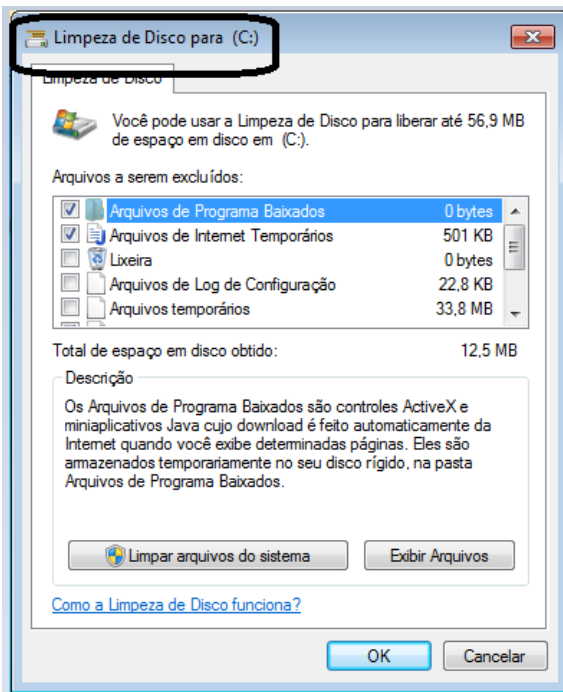 Limpeza de Disco para (C:)
Limpeza de Disco
Você pode usar a Limpeza de Disco para liberar até 56,9 MB
de espaço em disco em (C:).
Arquivos a serem excluídos:
Arquivos de Programa Baixados 0 bytes
Arquivos de Internet Temporários 501 KB
Lixeira 0 bytes
Arquivos de Log de Configuração 22,8 KB
Arquivos temporários 33,8 MB
Total de espaço em disco obtido: 12,5 MB
Descrição
Os Arquivos de Programa Baixados são controles ActiveX e
miniaplicativos Java cujo download é feito automaticamente da
Internet quando você exibe determinadas páginas. Eles são
armazenados temporariamente no seu disco rígido, na pasta
Arquivos de Programa Baixados.
Limpar arquivos do sistema Exibir Arquivos
Como a Limpeza de Disco funciona?
OK Cancelar